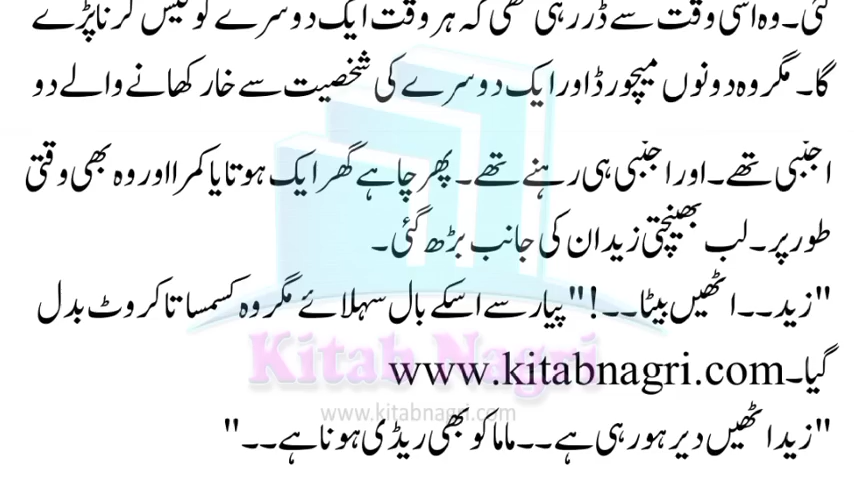 گئی۔ وہ اسی وقت سے ڈر رہی تھی کہ ہر وقت ایک دوسرے کو فیس کرنا پڑے
گا۔ مگر وہ دونوں میچورڈ اور ایک دوسرے کی شخصیت سے خار کھانے والے دو
اجنبی تھے۔ اور اجنبی ہی رہنے تھے۔ پھر چاہے گھر ایک ہوتا یا کمرا اور وہ بھی وقتی
طور پر۔ لب بھینچتی زیدان کی جانب بڑھ گئی۔
"زید۔۔ اٹھیں بیٹا۔۔!" پیار سے اسکے بال سہلائے مگر وہ کسمساتا کروٹ بدل
گیا۔ www.kitabnagri.com
Kitab Nagri
www.kitabnagri.com
"زید اٹھیں دیر ہو رہی ہے۔۔ ماما کو بھی ریڈی ہونا ہے۔۔"